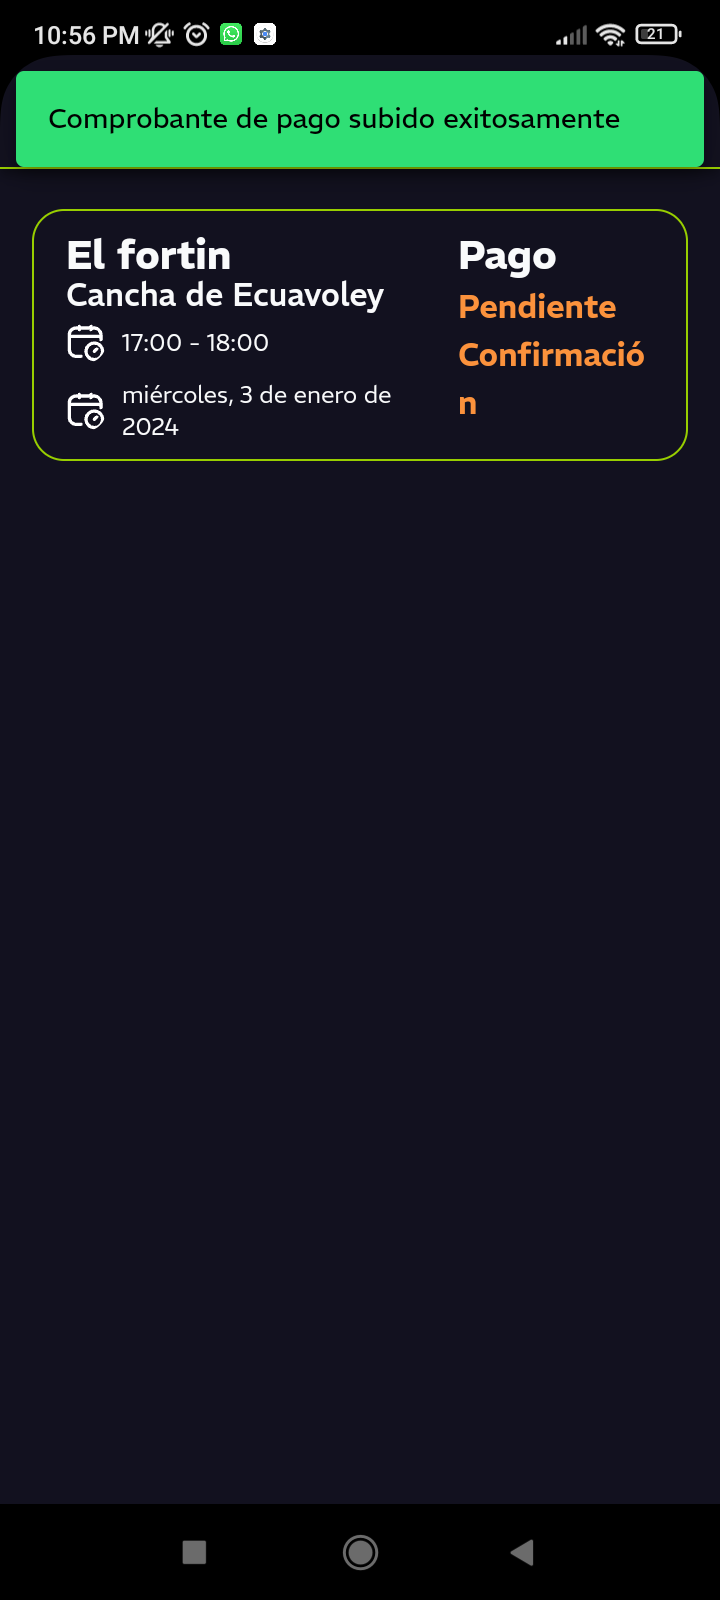 10:56 PM
21
Comprobante de pago subido exitosamente
El fortin
Cancha de Ecuavoley
17:00 - 18:00
miércoles, 3 de enero de
2024
Pago
Pendiente
Confirmació
n